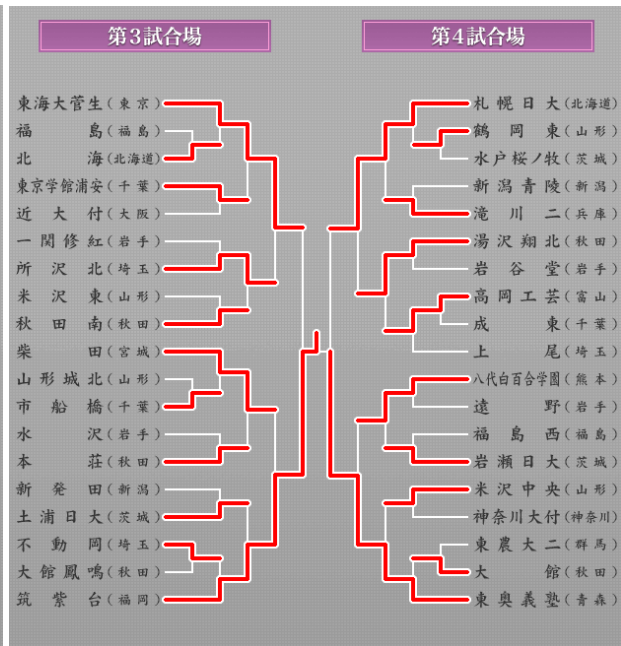 第3試合場
東海大菅生(東京)
福島(福島)
北海(北海道)
東京学館浦安(千葉)
近大付(大阪)
一関修紅(岩手)
所沢北(埼玉)
米沢東(山形)
秋田南(秋田)
柴田(宮城)
山形城北(山形)
市船橋(千葉)
水沢(岩手)
本荘(秋田)
新発田(新潟)
土浦日大(茨城)
不動岡(埼玉)
大館鳳鳴(秋田)
筑紫台(福岡)
第4試合場
札幌日大(北海道)
鶴岡東(山形)
水戸桜ノ牧(茨城)
新潟青陵(新潟)
滝川二(兵庫)
湯沢翔北(秋田)
岩谷堂(岩手)
高岡工芸(富山)
成東(千葉)
上尾(埼玉)
八代白百合学園(熊本)
遠野(岩手)
福島西(福島)
岩瀬日大(茨城)
米沢中央(山形)
神奈川大付(神奈川)
東農大二(群馬)
大館(秋田)
東奥義塾(青森)